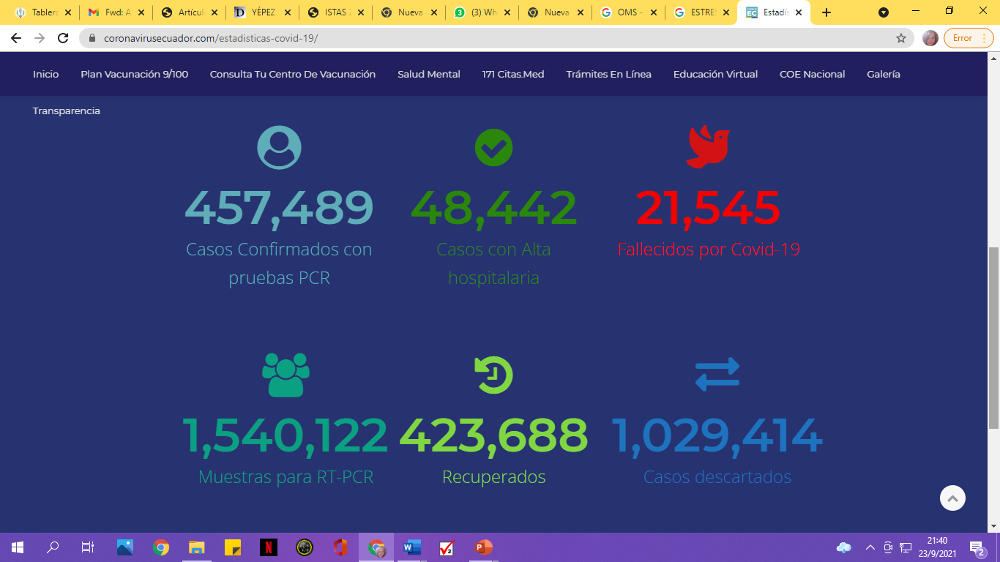 Tablero
Fwd: A
Artícul
YÉPEZ
ISTAS 2
Nueva
(3) Wh
Nueva
OMS -
ESTRES
Estadís
coronavirusecuador.com/estadisticas-covid-19/
Error
Inicio Plan Vacunación 9/100 Consulta Tu Centro De Vacunación Salud Mental 171 Citas.Med Trámites En Línea Educación Virtual COE Nacional Galería
Transparencia
457,489 48,442 21,545
Casos Confirmados con Casos con Alta Fallecidos por Covid-19
pruebas PCR hospitalaria
1,540,122 423,688 1,029,414
Muestras para RT-PCR Recuperados Casos descartados
21:40
23/9/2021
2